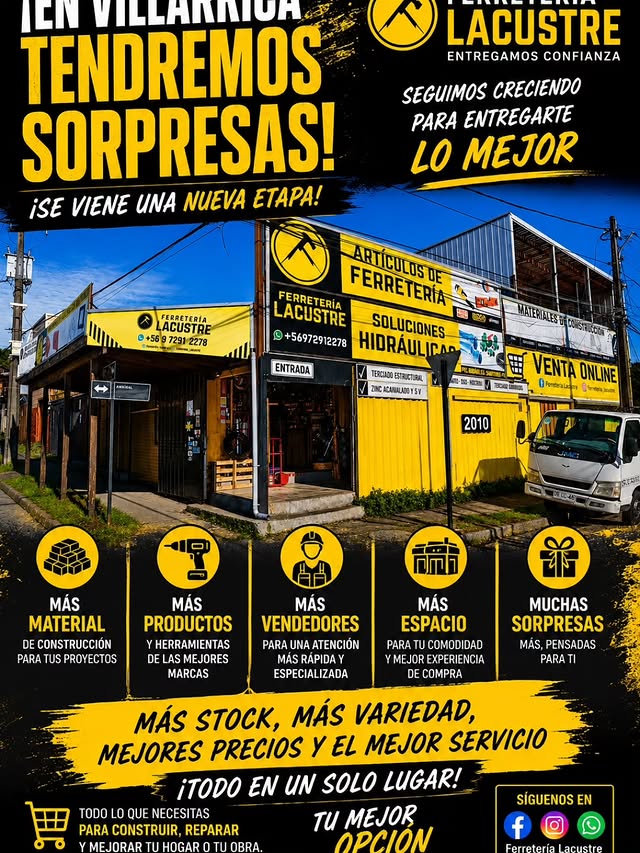 ¡EN VILLARRICA
TENDREMOS
SORPRESAS!
¡SE VIENE UNA NUEVA ETAPA!
FERRETERÍA
LACUSTRE
ENTREGAMOS CONFIANZA
SEGUIMOS CRECIENDO
PARA ENTREGARTE
LO MEJOR
FERRETERÍA
LACUSTRE
+56 9 7291 2278
FERRETERÍA
LACUSTRE
+56972912278
ARTÍCULOS DE
FERRETERÍA
SOLUCIONES
HIDRÁULICAS
MATERIALES DE CONSTRUCCIÓN
VENTA ONLINE
Ferretería Lacustre
ENTRADA
TERCIADO ESTRUCTURAL
ZINC ACANALADO Y 5 V
2010
JMC
MÁS
MATERIAL
DE CONSTRUCCIÓN
PARA TUS PROYECTOS
MÁS
PRODUCTOS
Y HERRAMIENTAS
DE LAS MEJORES
MARCAS
MÁS
VENDEDORES
PARA UNA ATENCIÓN
MÁS RÁPIDA Y
ESPECIALIZADA
MÁS
ESPACIO
PARA TU COMODIDAD
Y MEJOR EXPERIENCIA
DE COMPRA
MUCHAS
SORPRESAS
MÁS, PENSADAS
PARA TI
MÁS STOCK, MÁS VARIEDAD,
MEJORES PRECIOS Y EL MEJOR SERVICIO
¡TODO EN UN SOLO LUGAR!
TODO LO QUE NECESITAS
PARA CONSTRUIR, REPARAR
Y MEJORAR TU HOGAR O TU OBRA.
TU MEJOR
OPCIÓN
SÍGUENOS EN
Ferretería Lacustre